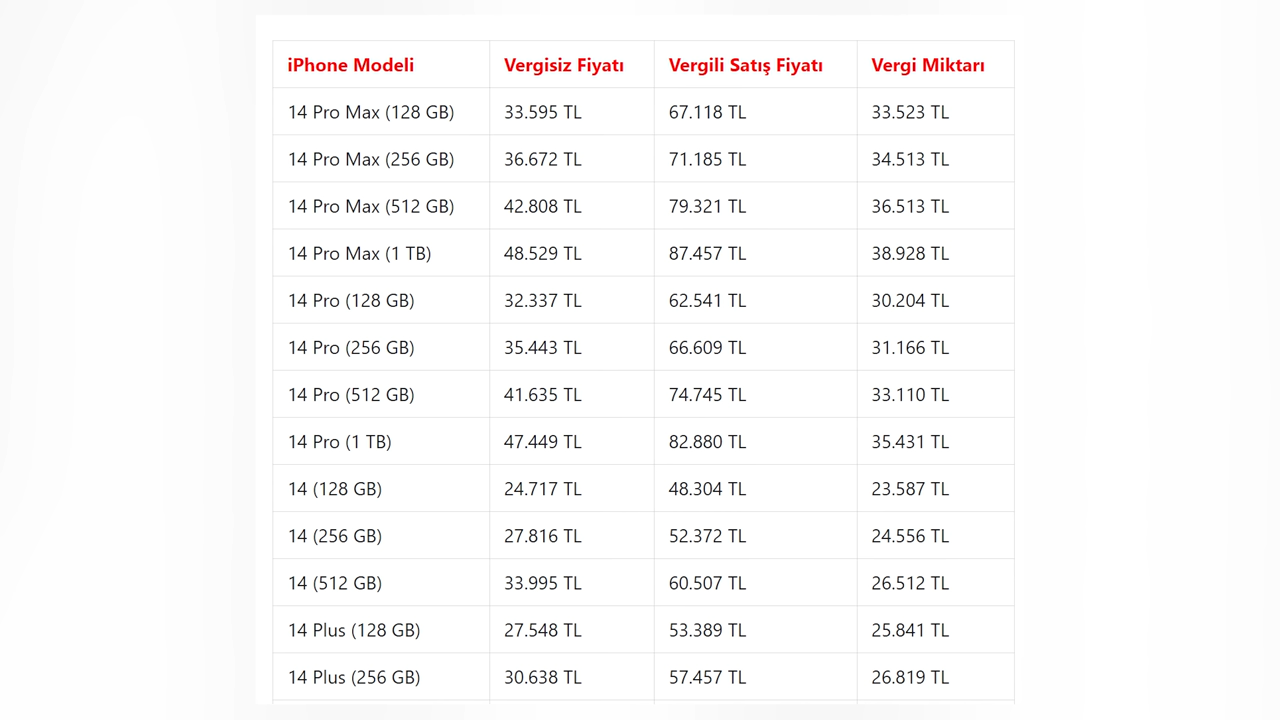 iPhone Modeli Vergisiz Fiyatı Vergili Satış Fiyatı Vergi Miktarı
14 Pro Max (128 GB) 33.595 TL 67.118 TL 33.523 TL
14 Pro Max (256 GB) 36.672 TL 71.185 TL 34.513 TL
14 Pro Max (512 GB) 42.808 TL 79.321 TL 36.513 TL
14 Pro Max (1 TB) 48.529 TL 87.457 TL 38.928 TL
14 Pro (128 GB) 32.337 TL 62.541 TL 30.204 TL
14 Pro (256 GB) 35.443 TL 66.609 TL 31.166 TL
14 Pro (512 GB) 41.635 TL 74.745 TL 33.110 TL
14 Pro (1 TB) 47.449 TL 82.880 TL 35.431 TL
14 (128 GB) 24.717 TL 48.304 TL 23.587 TL
14 (256 GB) 27.816 TL 52.372 TL 24.556 TL
14 (512 GB) 33.995 TL 60.507 TL 26.512 TL
14 Plus (128 GB) 27.548 TL 53.389 TL 25.841 TL
14 Plus (256 GB) 30.638 TL 57.457 TL 26.819 TL